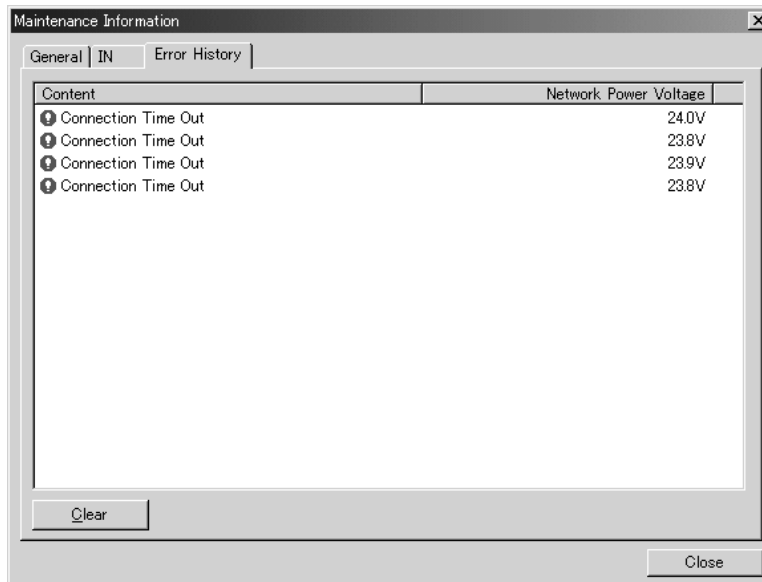 Maintenance Information
General IN Error History
Content Network Power Voltage
Connection Time Out 24.0V
Connection Time Out 23.8V
Connection Time Out 23.9V
Connection Time Out 23.8V
Clear
Close